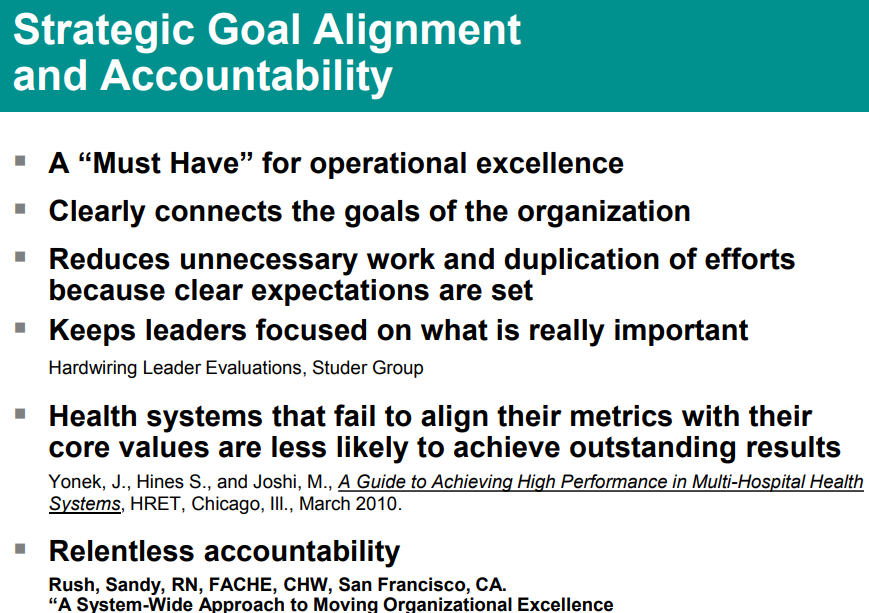 Strategic Goal Alignment
and Accountability
▪ A “Must Have” for operational excellence
▪ Clearly connects the goals of the organization
▪ Reduces unnecessary work and duplication of efforts
because clear expectations are set
▪ Keeps leaders focused on what is really important
Hardwiring Leader Evaluations, Studer Group
▪ Health systems that fail to align their metrics with their
core values are less likely to achieve outstanding results
Yonek, J., Hines S., and Joshi, M., A Guide to Achieving High Performance in Multi-Hospital Health
Systems, HRET, Chicago, Ill., March 2010.
▪ Relentless accountability
Rush, Sandy, RN, FACHE, CHW, San Francisco, CA.
“A System-Wide Approach to Moving Organizational Excellence